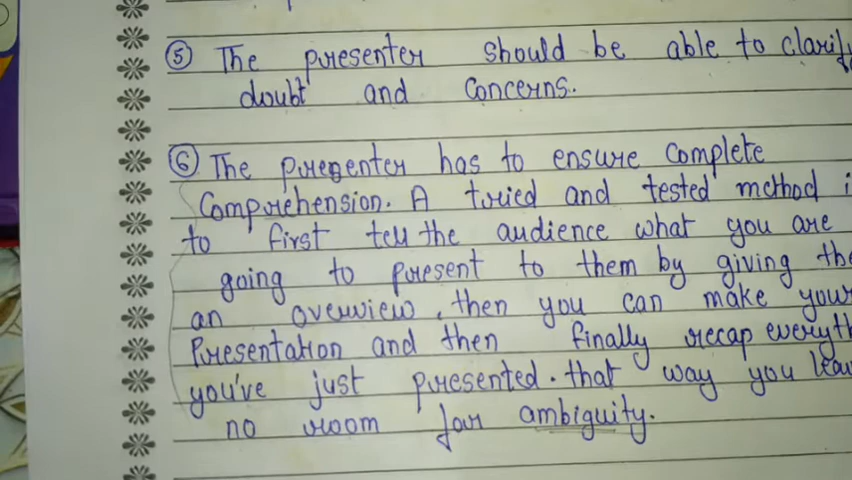 ⑤ The presenter should be able to clarify
doubt and concerns.
⑥ The presenter has to ensure complete
Comprehension. A tried and tested method i
to first tell the audience what you are
going to present to them by giving the
an overview, then you can make your
Presentation and then finally recap everyth
you've just presented. that way you leav
no room for ambiguity.